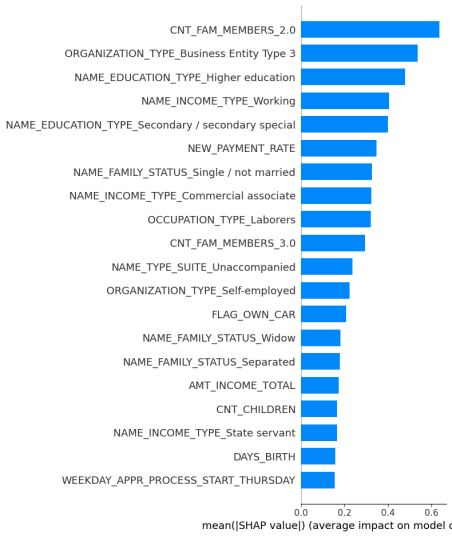 CNT_FAM_MEMBERS_2.0
ORGANIZATION_TYPE_Business Entity Type 3
NAME_EDUCATION_TYPE_Higher education
NAME_INCOME_TYPE_Working
NAME_EDUCATION_TYPE_Secondary / secondary special
NEW_PAYMENT_RATE
NAME_FAMILY_STATUS_Single / not married
NAME_INCOME_TYPE_Commercial associate
OCCUPATION_TYPE_Laborers
CNT_FAM_MEMBERS_3.0
NAME_TYPE_SUITE_Unaccompanied
ORGANIZATION_TYPE_Self-employed
FLAG_OWN_CAR
NAME_FAMILY_STATUS_Widow
NAME_FAMILY_STATUS_Separated
AMT_INCOME_TOTAL
CNT_CHILDREN
NAME_INCOME_TYPE_State servant
DAYS_BIRTH
WEEKDAY_APPR_PROCESS_START_THURSDAY
0.0 0.2 0.4 0.6
mean(|SHAP value|) (average impact on model